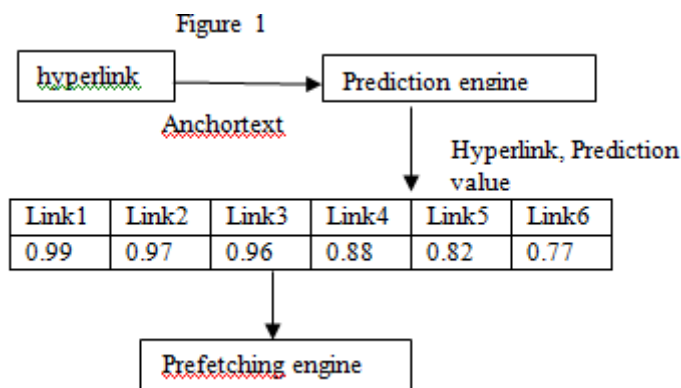 Figure 1
hyperlink
Prediction engine
Anchortext
Hyperlink, Prediction
value
Link1 Link2 Link3 Link4 Link5 Link6
0.99 0.97 0.96 0.88 0.82 0.77
Prefetching engine